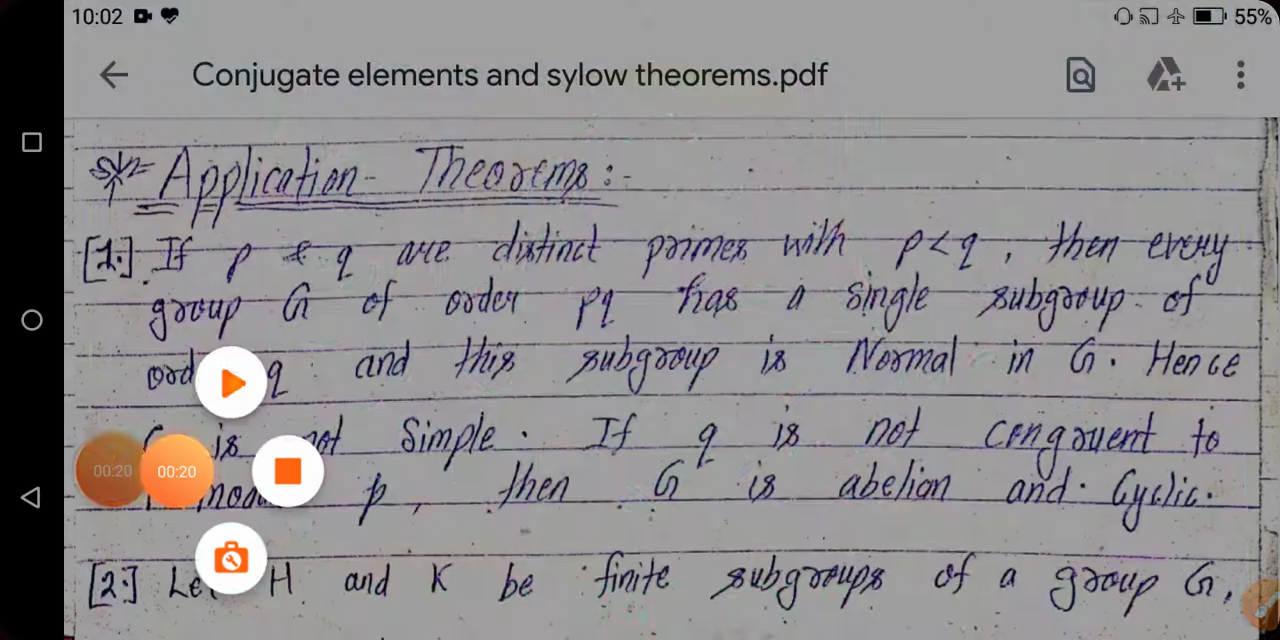 10:02
55%
Conjugate elements and sylow theorems.pdf
Application Theorems:-
[1.] If p & q are distinct primes with p<q, then every
group G of order pq has a single subgroup of
q and this subgroup is Normal in G. Hence
is not Simple. If q is not congruent to
p, then G is abelian and Cyclic.
00:20 00:20
[2.] Let H and K be finite subgroups of a group G,